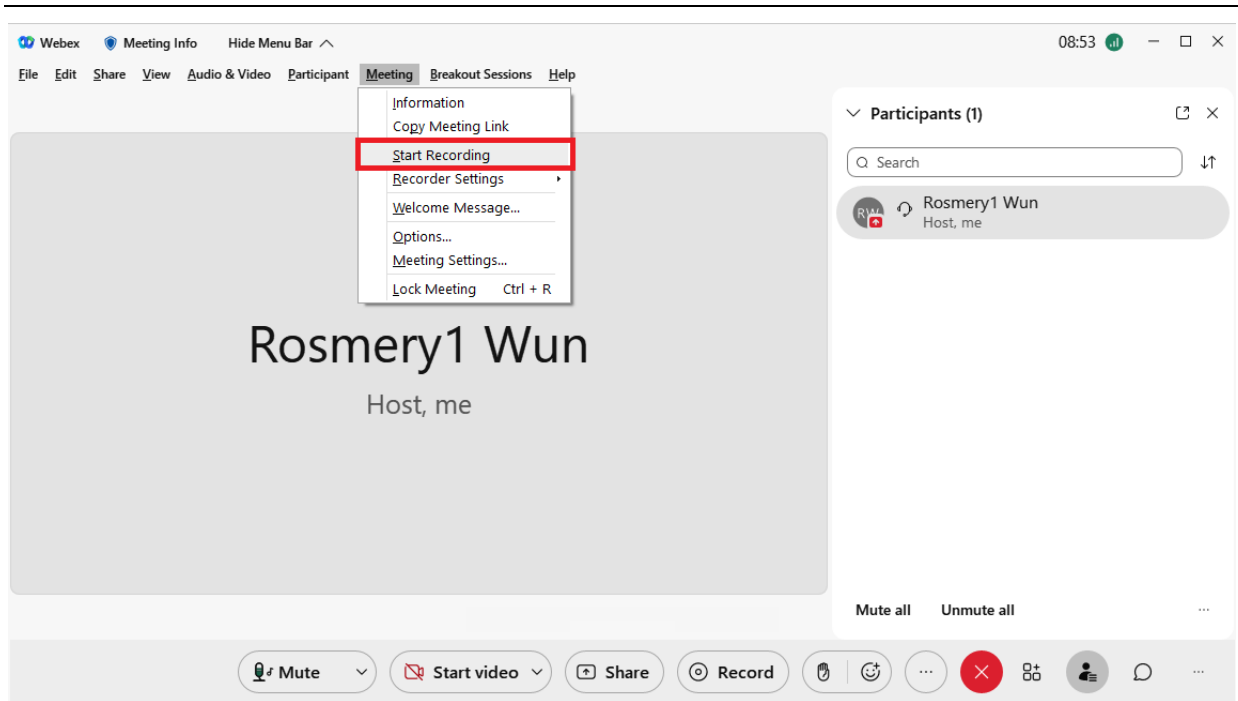 Webex Meeting Info Hide Menu Bar 08:53
File Edit Share View Audio & Video Participant Meeting Breakout Sessions Help
Information
Copy Meeting Link
Start Recording
Recorder Settings
Welcome Message...
Options...
Meeting Settings...
Lock Meeting Ctrl + R
Rosmery1 Wun
Host, me
Participants (1)
Search
RW
Rosmery1 Wun
Host, me
Mute all Unmute all ...
Mute Start video Share Record ... ...